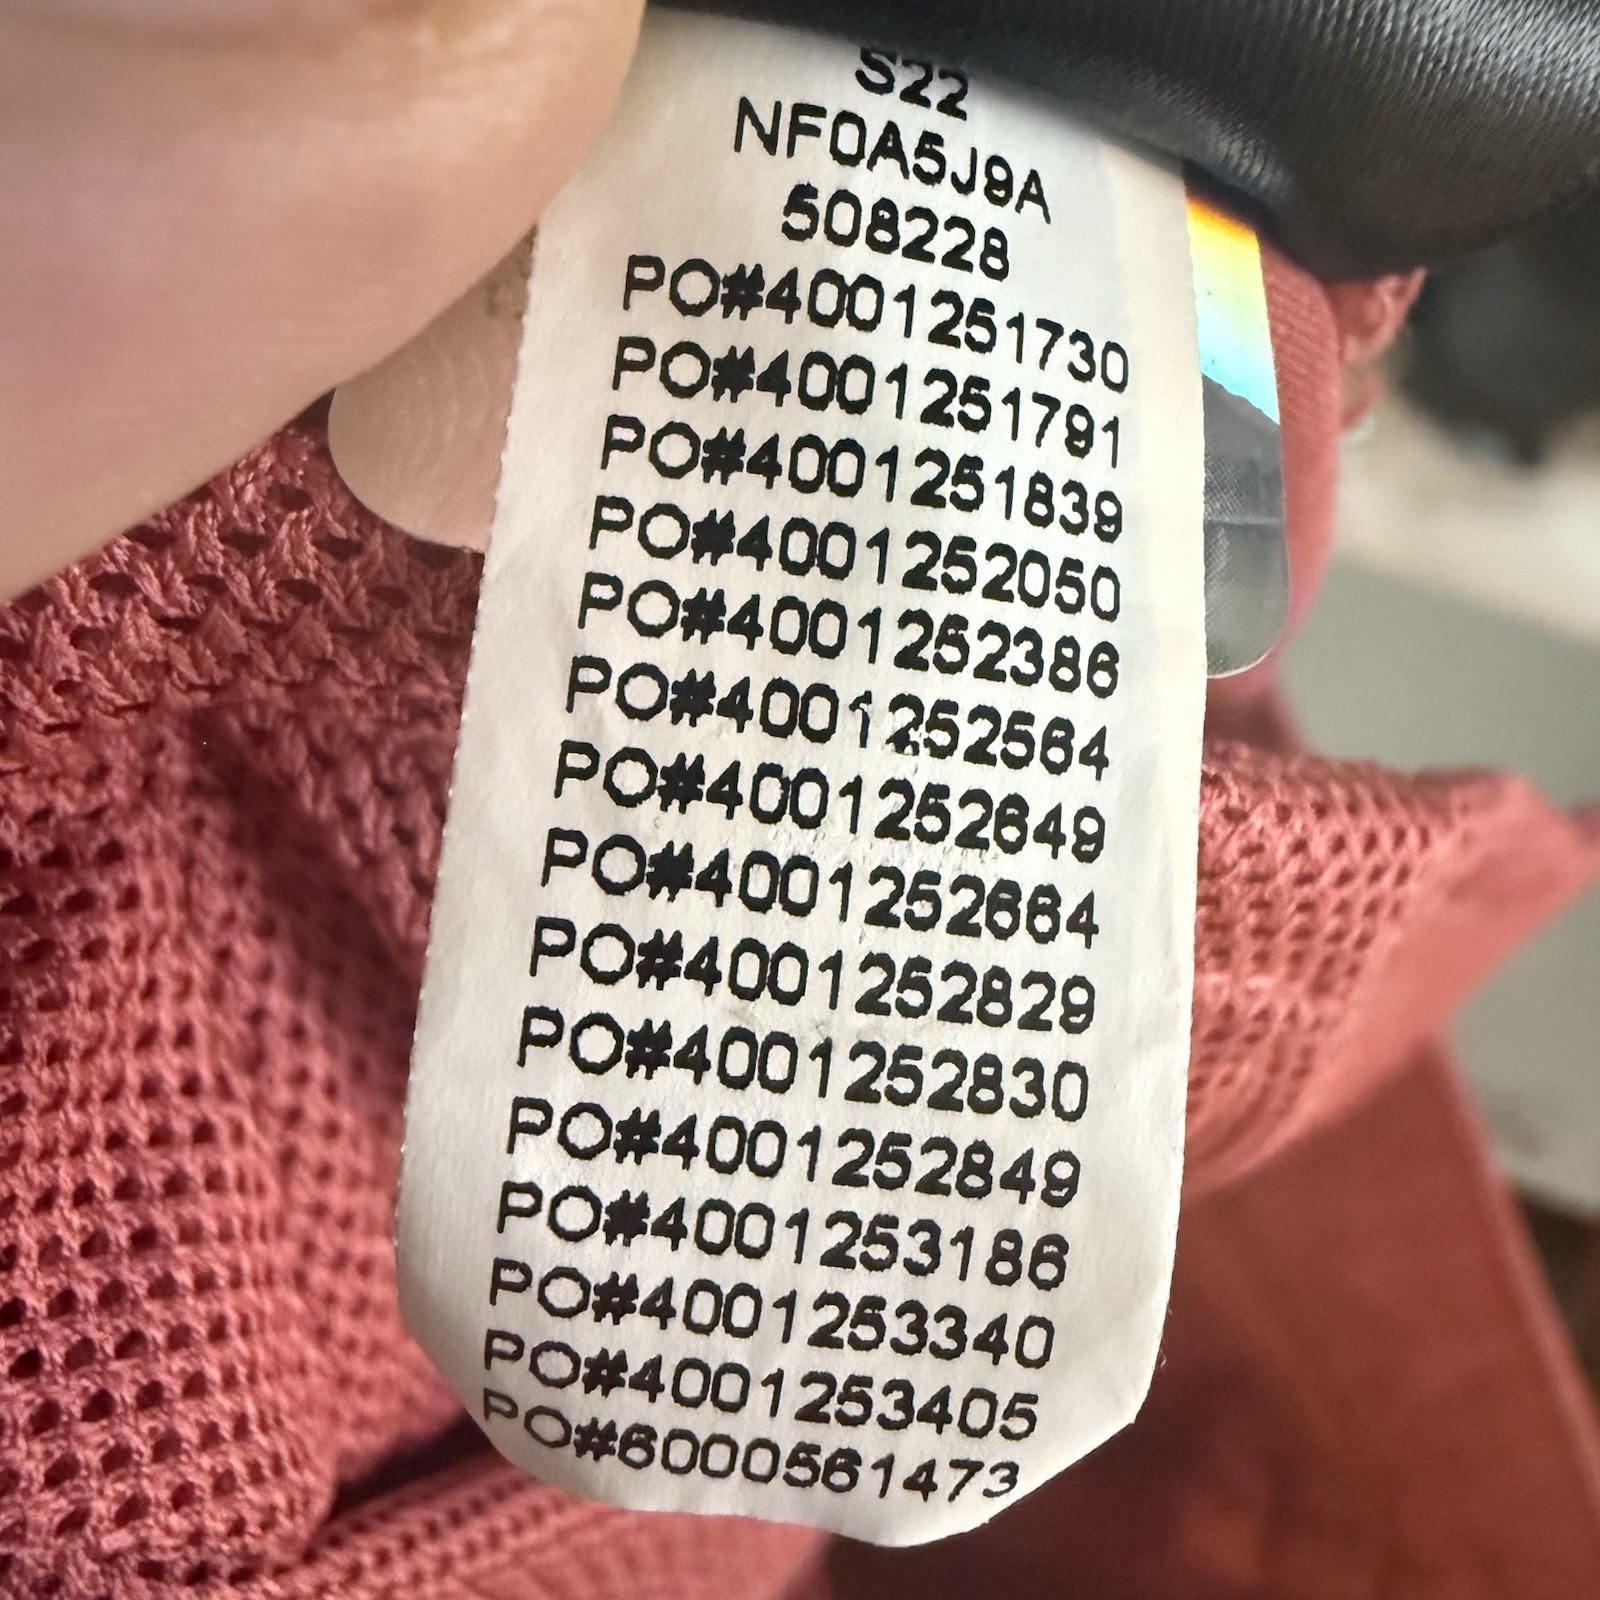 S22
NF0A5J9A
508228
PO#4001251730
PO#4001251791
PO#4001251839
PO#4001252050
PO#4001252386
PO#4001252564
PO#4001252649
PO#4001252664
PO#4001252829
PO#4001252830
PO#4001252849
PO#4001253186
PO#4001253340
PO#4001253405
PO#6000561473